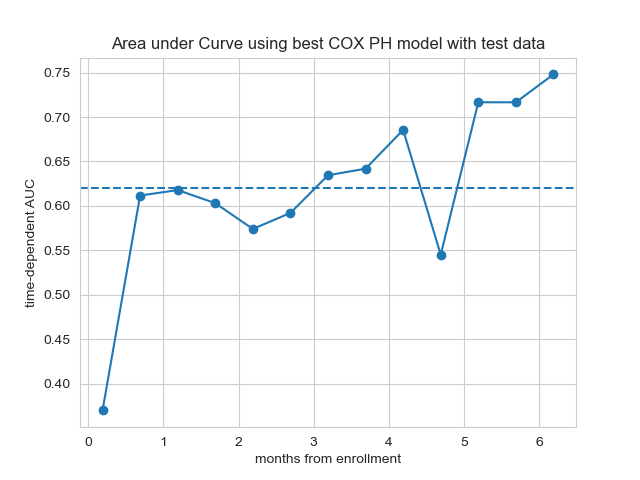 Area under Curve using best COX PH model with test data
time-dependent AUC
0.75
0.70
0.65
0.60
0.55
0.50
0.45
0.40
0 1 2 3 4 5 6
months from enrollment